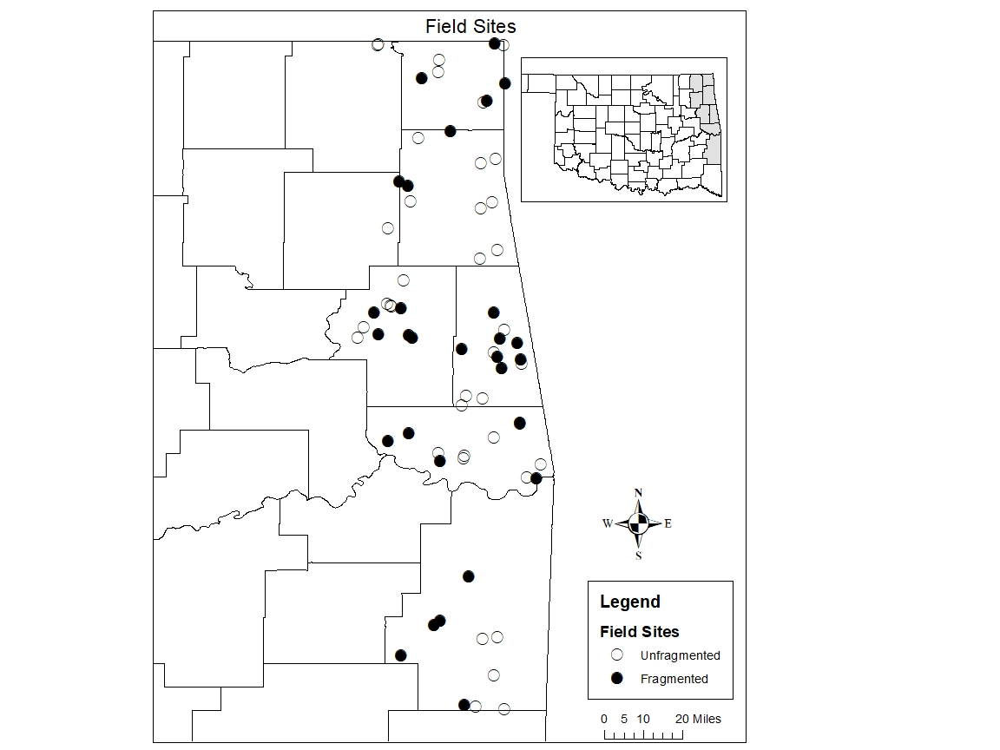 Field Sites
N
W E
S
Legend
Field Sites
Unfragmented
Fragmented
0 5 10 20 Miles